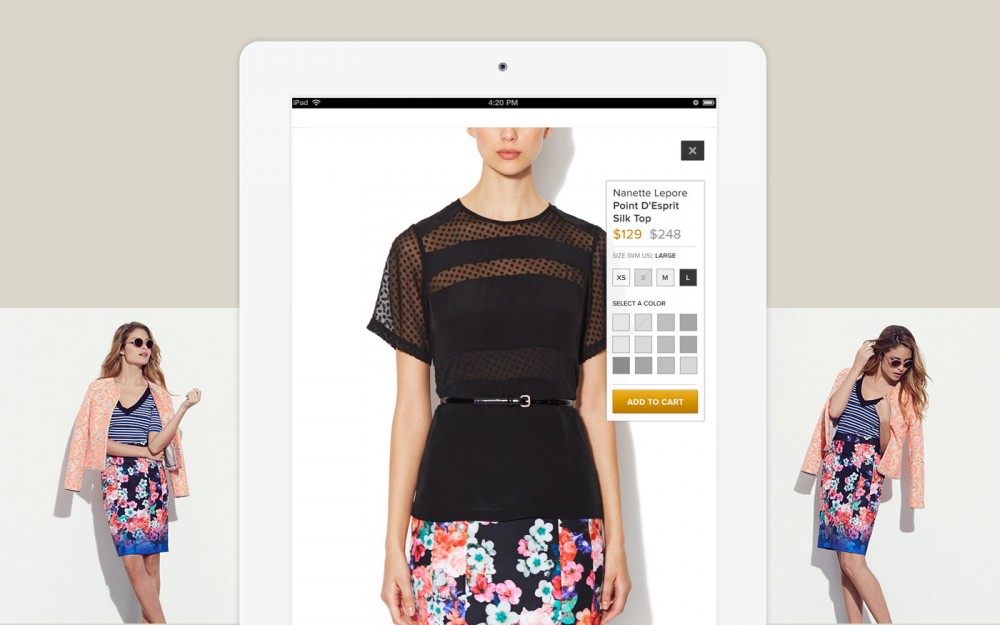 iPad 4:20 PM
Nanette Lepore
Point D'Esprit
Silk Top
$129 $248
SIZE (WM US): LARGE
XS S M L
SELECT A COLOR
ADD TO CART